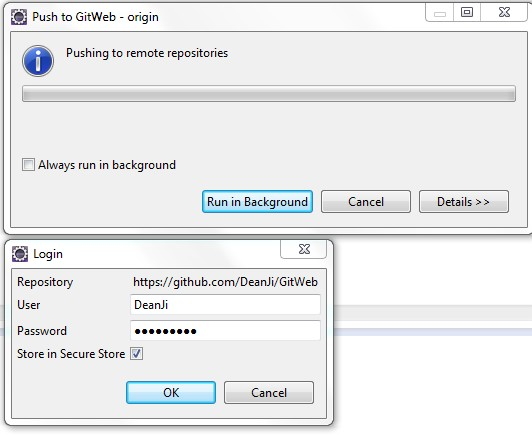 Push to GitWeb - origin
Pushing to remote repositories
Always run in background
Run in Background Cancel Details >>
Login
Repository https://github.com/DeanJi/GitWeb
User DeanJi
Password ●●●●●●●●●
Store in Secure Store
OK Cancel